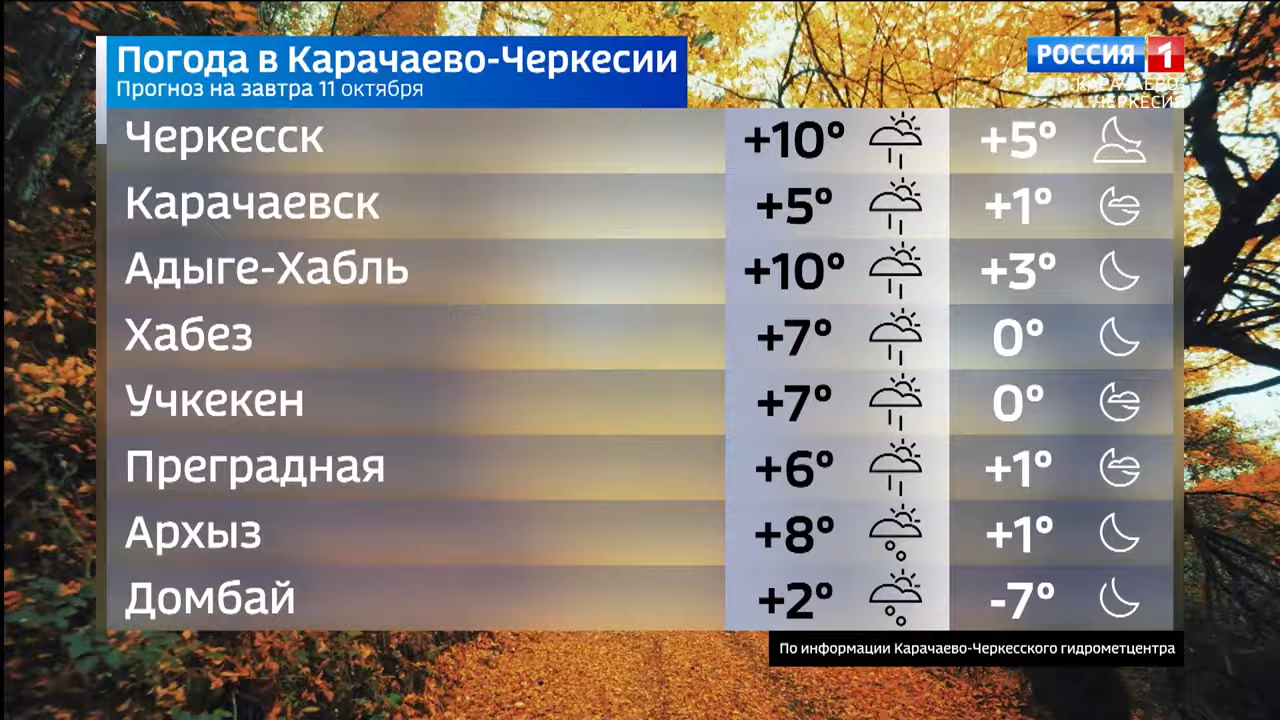 Погода в Карачаево-Черкесии
Прогноз на завтра 11 октября
РОССИЯ 1
КАРАЧАЕВО
ЧЕРКЕСИЯ
Черкесск +10° +5°
Карачаевск +5° +1°
Адыге-Хабль +10° +3°
Хабез +7° 0°
Учкекен +7° 0°
Преградная +6° +1°
Архыз +8° +1°
Домбай +2° -7°
По информации Карачаево-Черкесского гидрометцентра